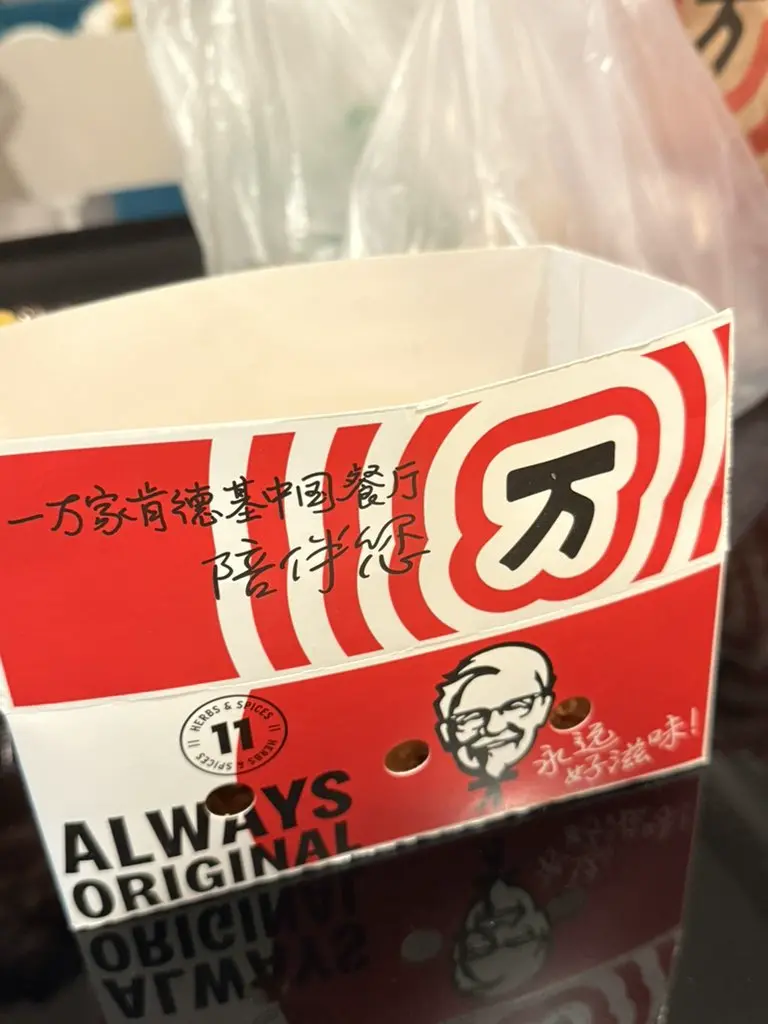 万
一万家肯德基中国餐厅
陪伴您
万
HERBS & SPICES
11
HERBS & SPICES
永远
好滋味!
ALWAYS
ORIGINAL